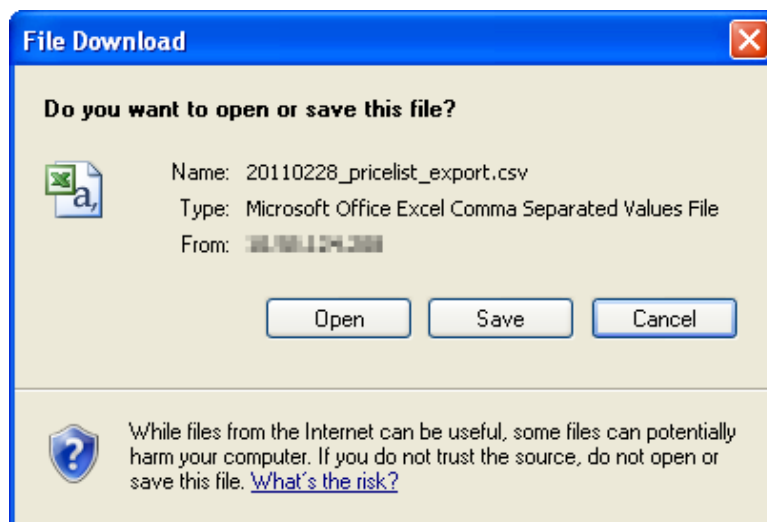 File Download
Do you want to open or save this file?
Name: 20110228_pricelist_export.csv
Type: Microsoft Office Excel Comma Separated Values File
From:
Open Save Cancel
While files from the Internet can be useful, some files can potentially
harm your computer. If you do not trust the source, do not open or
save this file. What's the risk?